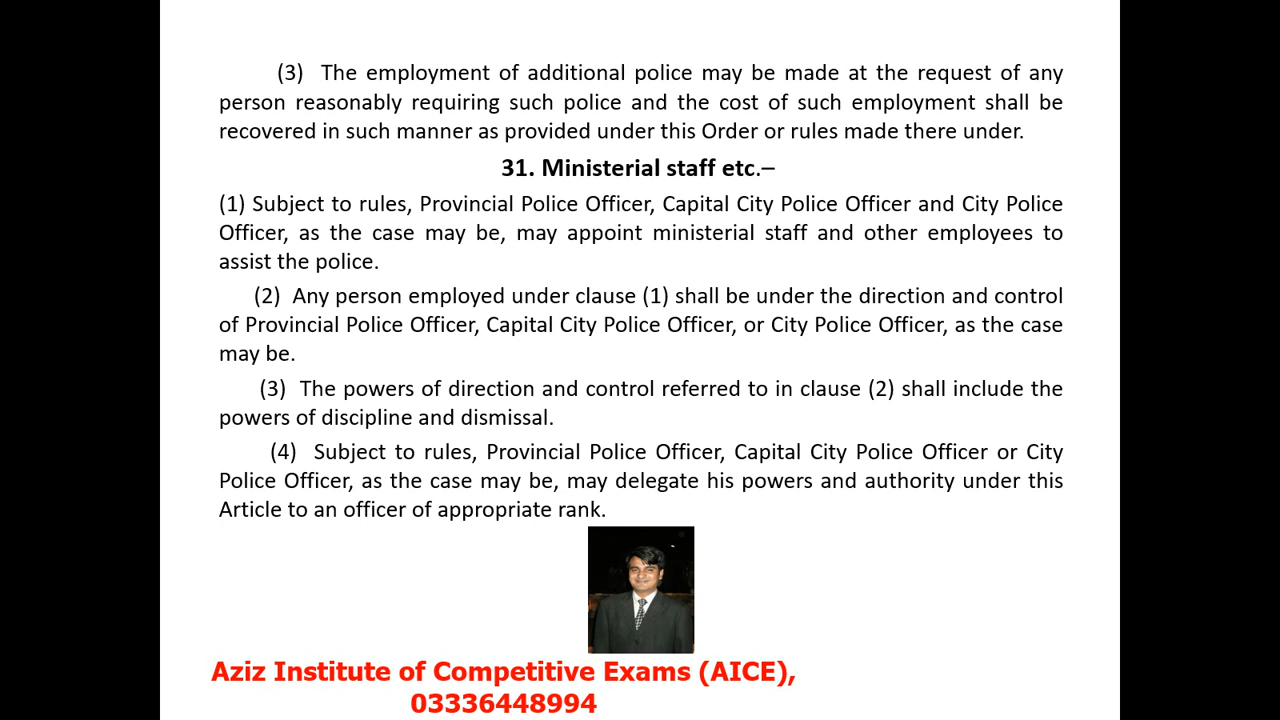 (3) The employment of additional police may be made at the request of any
person reasonably requiring such police and the cost of such employment shall be
recovered in such manner as provided under this Order or rules made there under.
31. Ministerial staff etc.–
(1) Subject to rules, Provincial Police Officer, Capital City Police Officer and City Police
Officer, as the case may be, may appoint ministerial staff and other employees to
assist the police.
(2) Any person employed under clause (1) shall be under the direction and control
of Provincial Police Officer, Capital City Police Officer, or City Police Officer, as the case
may be.
(3) The powers of direction and control referred to in clause (2) shall include the
powers of discipline and dismissal.
(4) Subject to rules, Provincial Police Officer, Capital City Police Officer or City
Police Officer, as the case may be, may delegate his powers and authority under this
Article to an officer of appropriate rank.
Aziz Institute of Competitive Exams (AICE),
03336448994